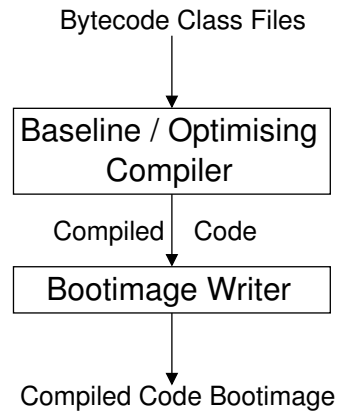 Bytecode Class Files
Baseline / Optimising
Compiler
Compiled Code
Bootimage Writer
Compiled Code Bootimage